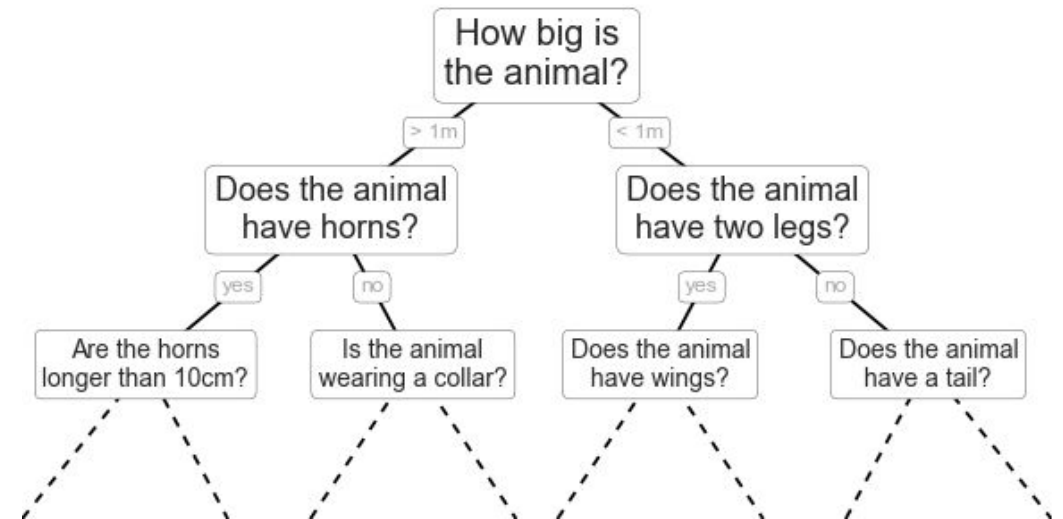 How big is
the animal?
> 1m
< 1m
Does the animal
have horns?
Does the animal
have two legs?
yes
no
yes
no
Are the horns
longer than 10cm?
Is the animal
wearing a collar?
Does the animal
have wings?
Does the animal
have a tail?